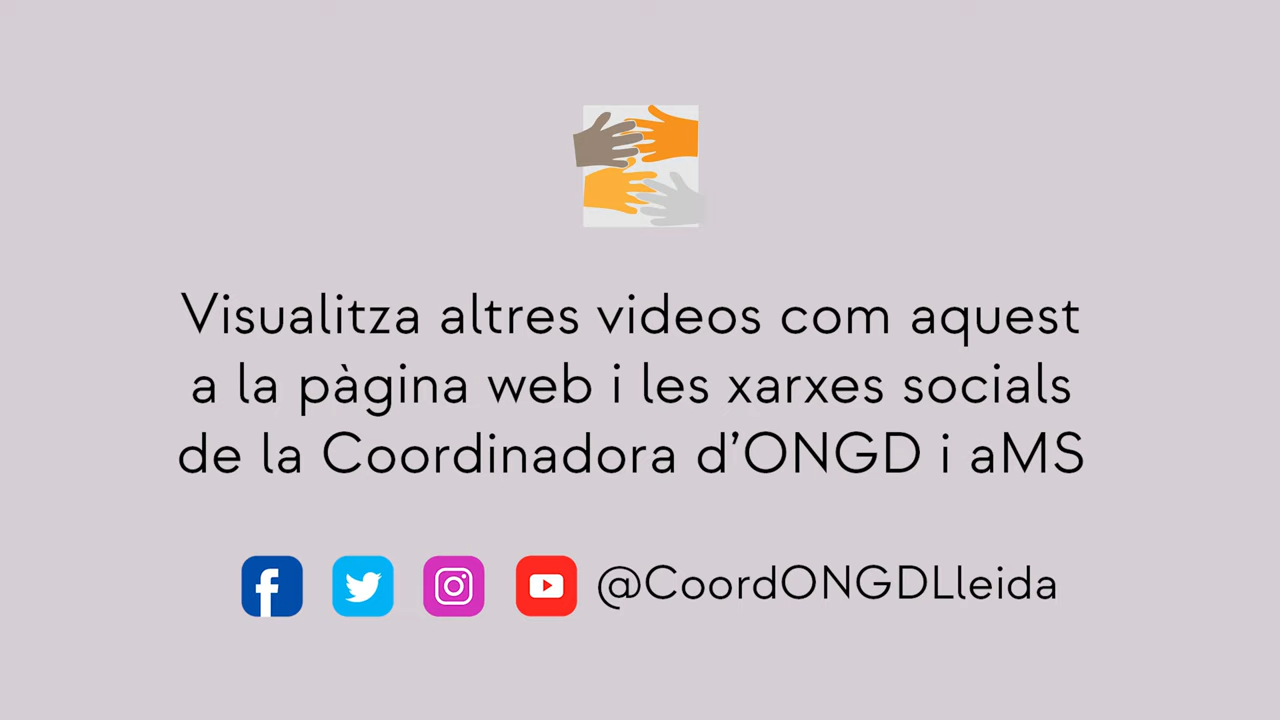 Visualitza altres videos com aquest
a la pàgina web i les xarxes socials
de la Coordinadora d’ONGD i aMS
@CoordONGDLleida